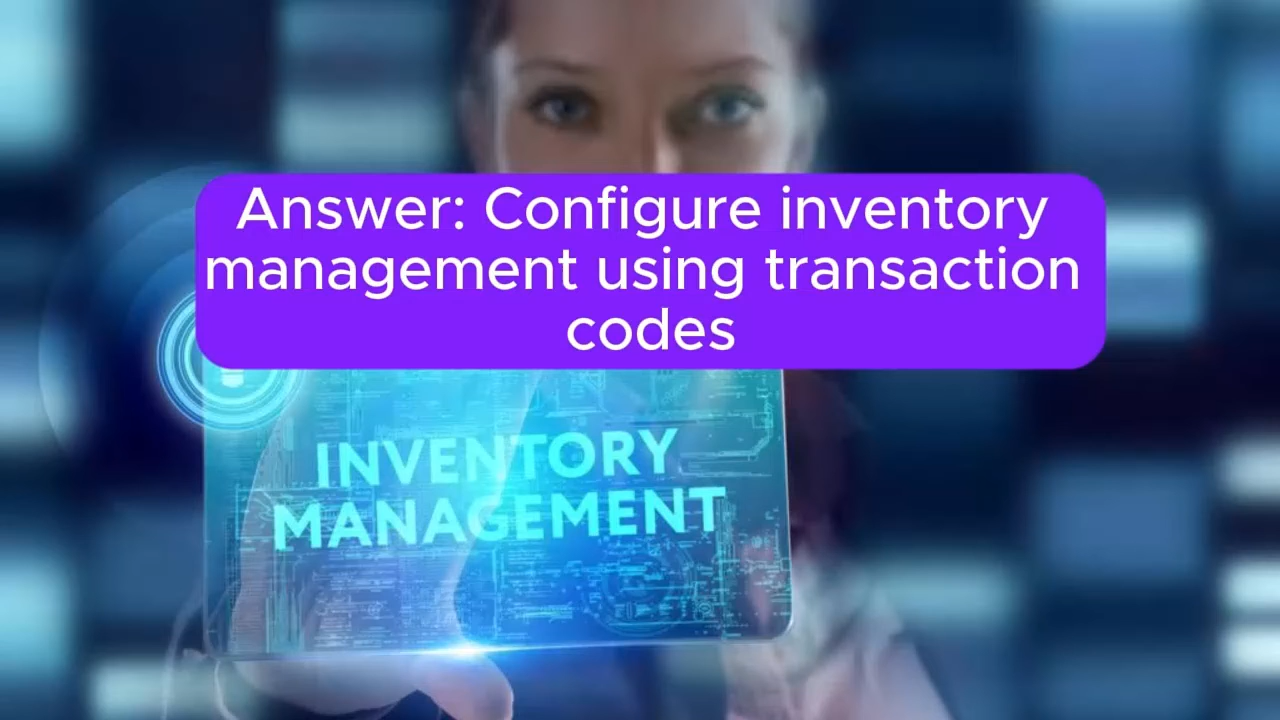 Answer: Configure inventory
management using transaction
codes
INVENTORY
MANAGEMENT